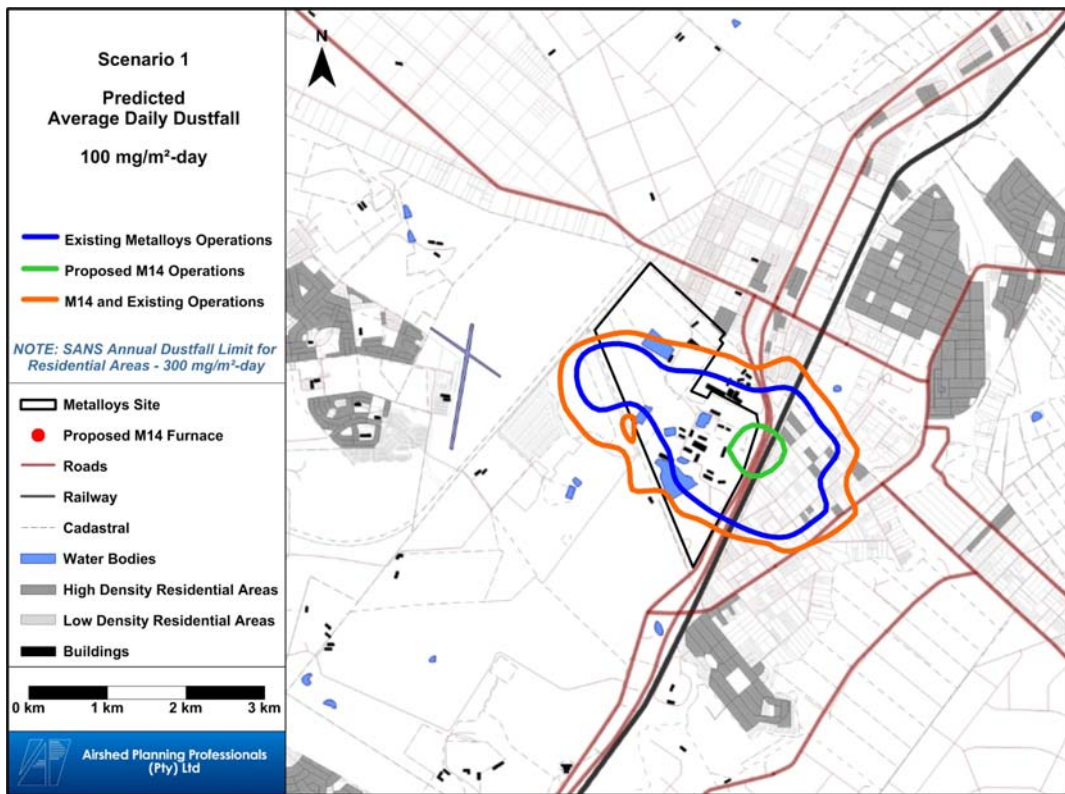 Scenario 1
Predicted
Average Daily Dustfall
100 mg/m²-day
Existing Metalloys Operations
Proposed M14 Operations
M14 and Existing Operations
NOTE: SANS Annual Dustfall Limit for
Residential Areas - 300 mg/m²-day
Metalloys Site
Proposed M14 Furnace
Roads
Railway
Cadastral
Water Bodies
High Density Residential Areas
Low Density Residential Areas
Buildings
0 km 1 km 2 km 3 km
Airshed Planning Professionals
(Pty) Ltd
N